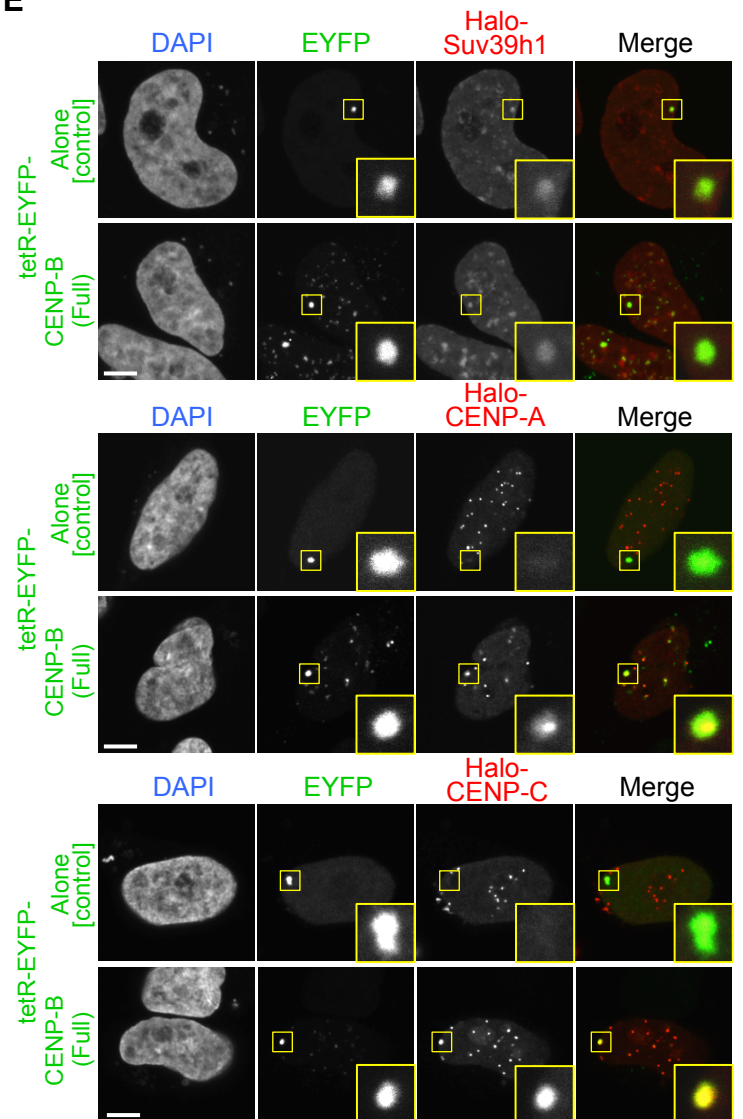 E
DAPI EYFP Halo-Suv39h1 Merge
tetR-EYFP-
Alone
[control]
CENP-B
(Full)
DAPI EYFP Halo-CENP-A Merge
tetR-EYFP-
Alone
[control]
CENP-B
(Full)
DAPI EYFP Halo-CENP-C Merge
tetR-EYFP-
Alone
[control]
CENP-B
(Full)